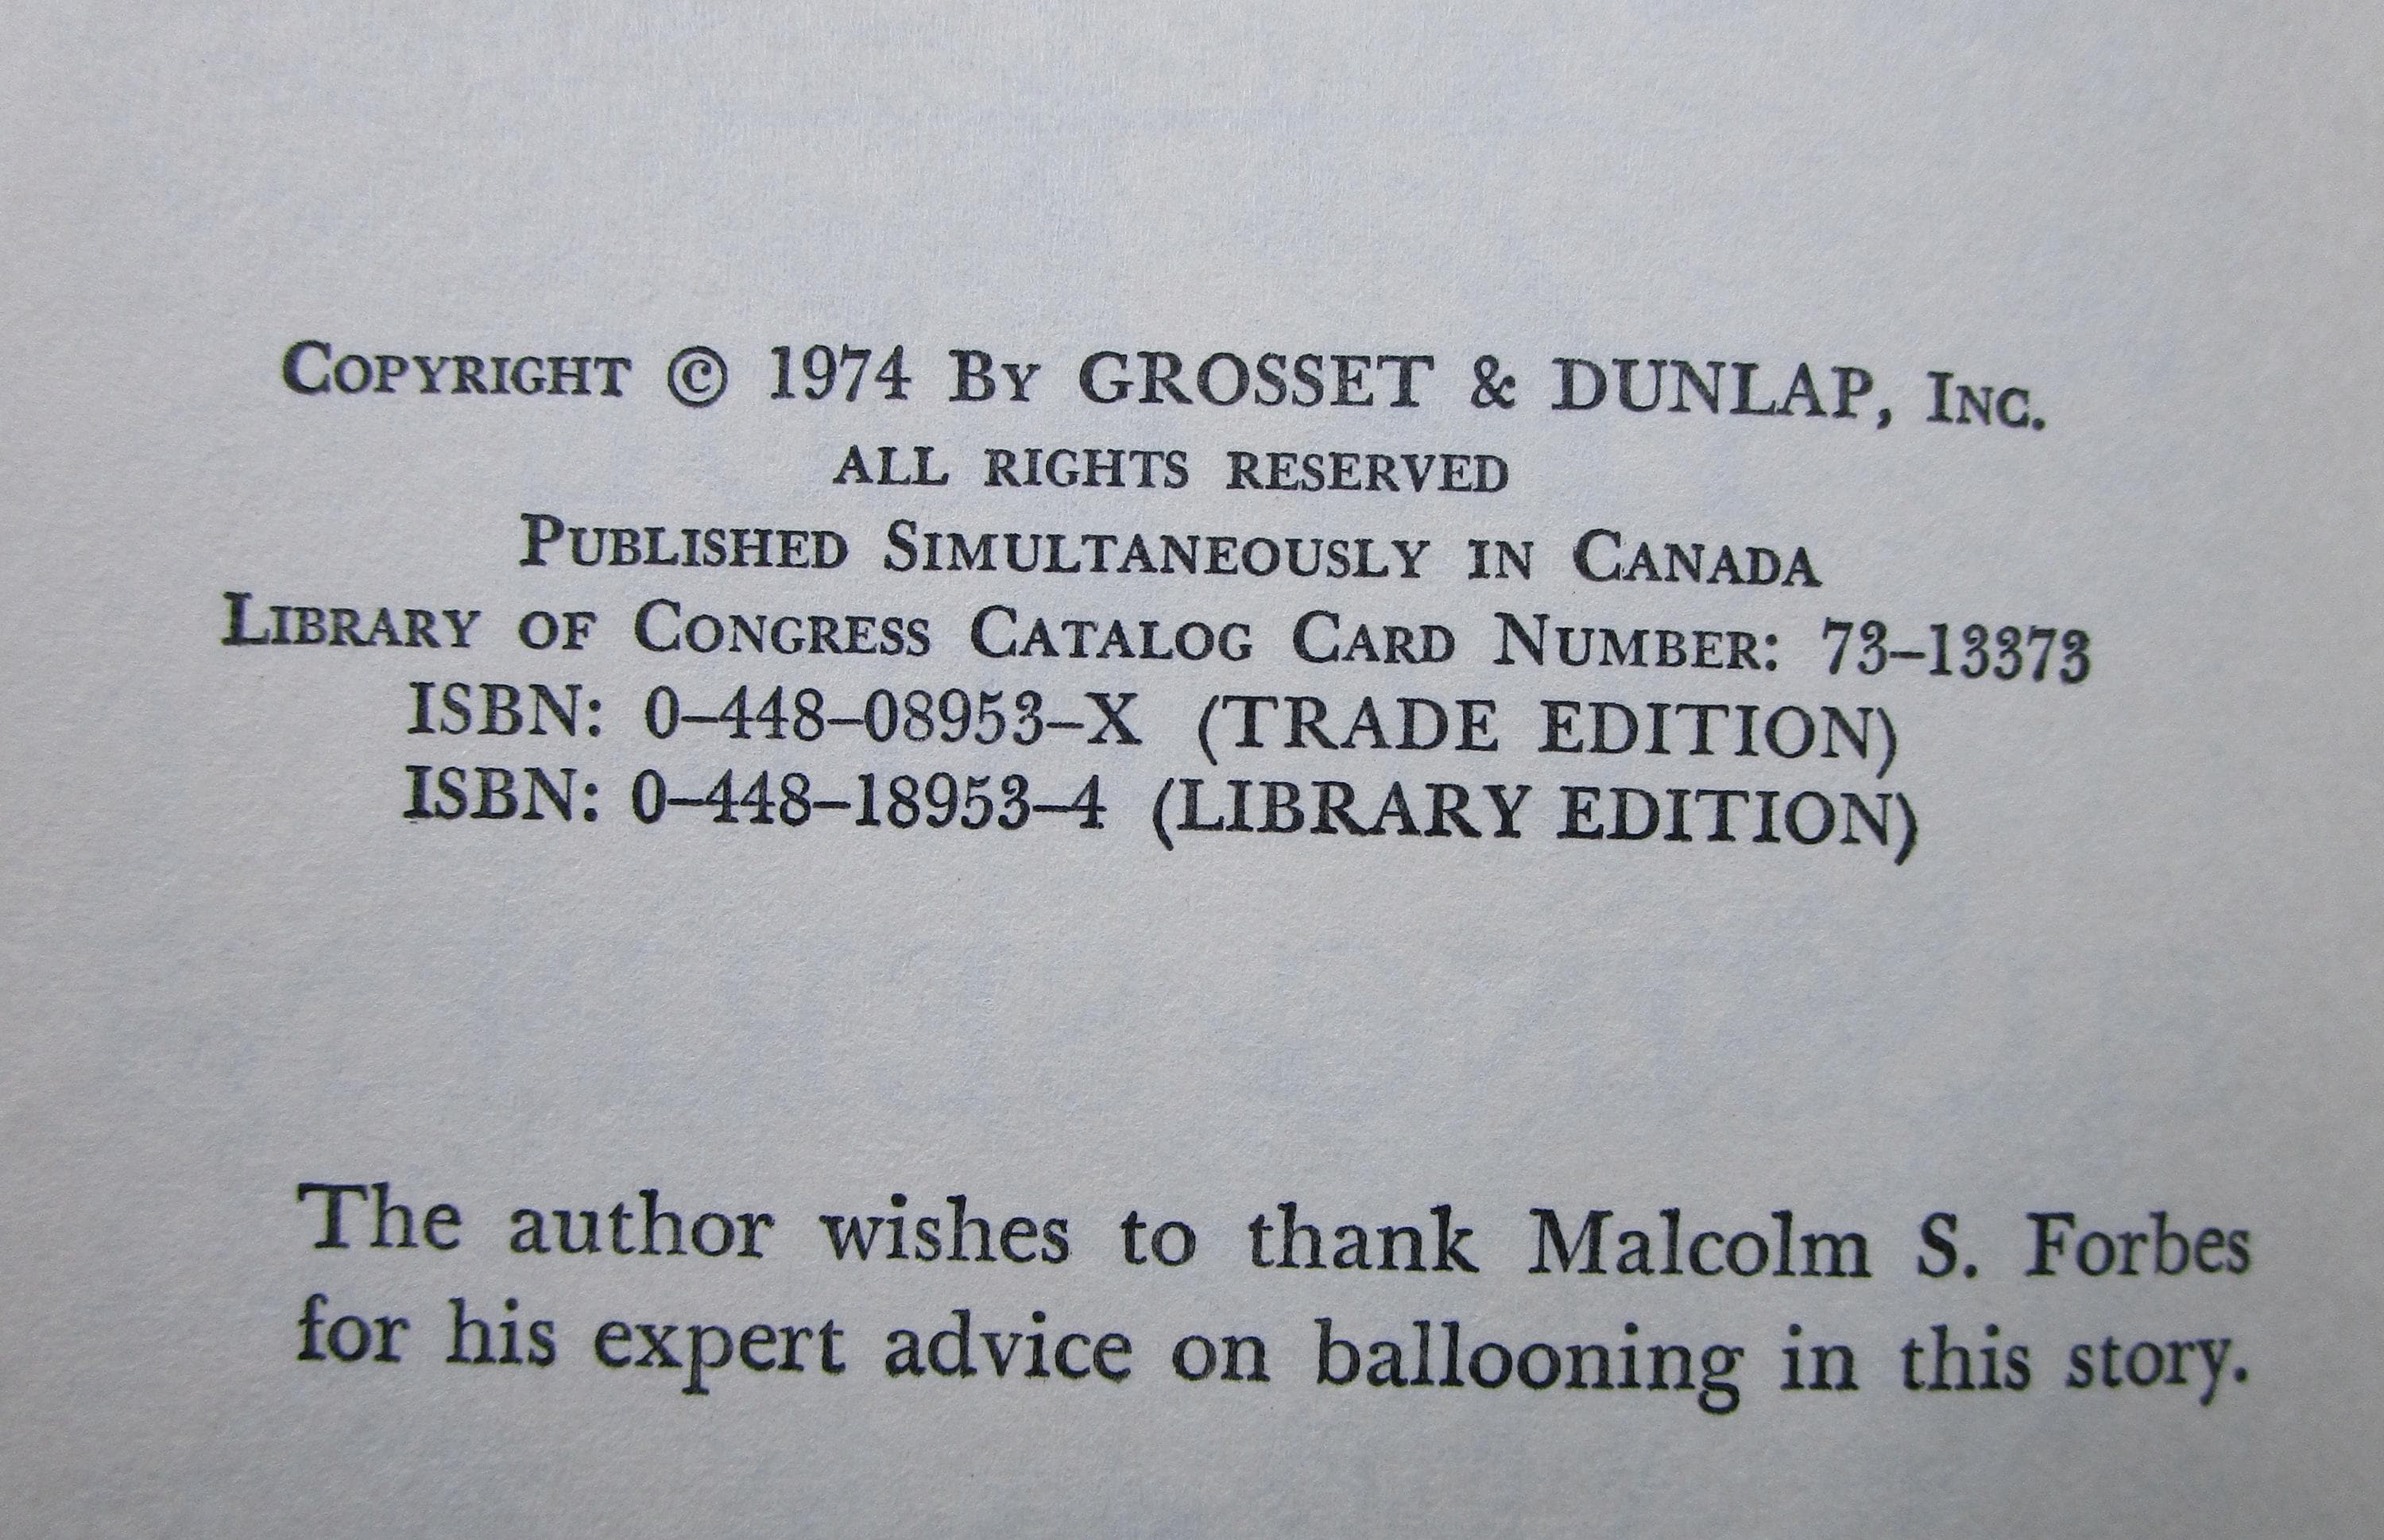 Copyright © 1974 By GROSSET & DUNLAP, Inc.
ALL RIGHTS RESERVED
Published Simultaneously in Canada
Library of Congress Catalog Card Number: 73–13373
ISBN: 0–448–08953–X (TRADE EDITION)
ISBN: 0–448–18953–4 (LIBRARY EDITION)
The author wishes to thank Malcolm S. Forbes
for his expert advice on ballooning in this story.